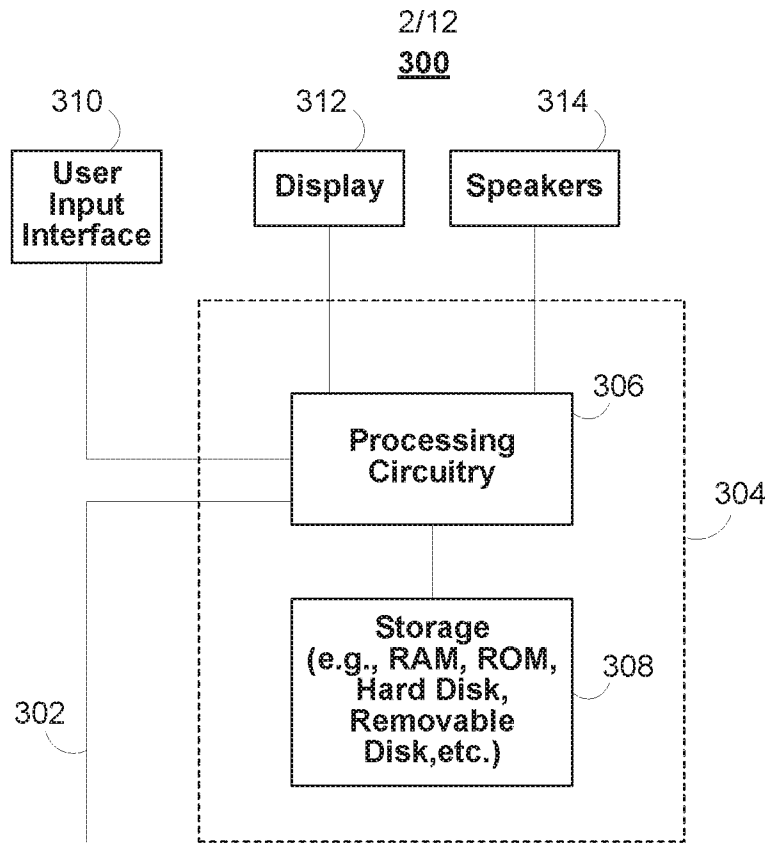 2/12
300
310
312
314
User
Input
Interface
Display
Speakers
306
Processing
Circuitry
304
Storage
(e.g., RAM, ROM,
Hard Disk,
Removable
Disk,etc.)
308
302